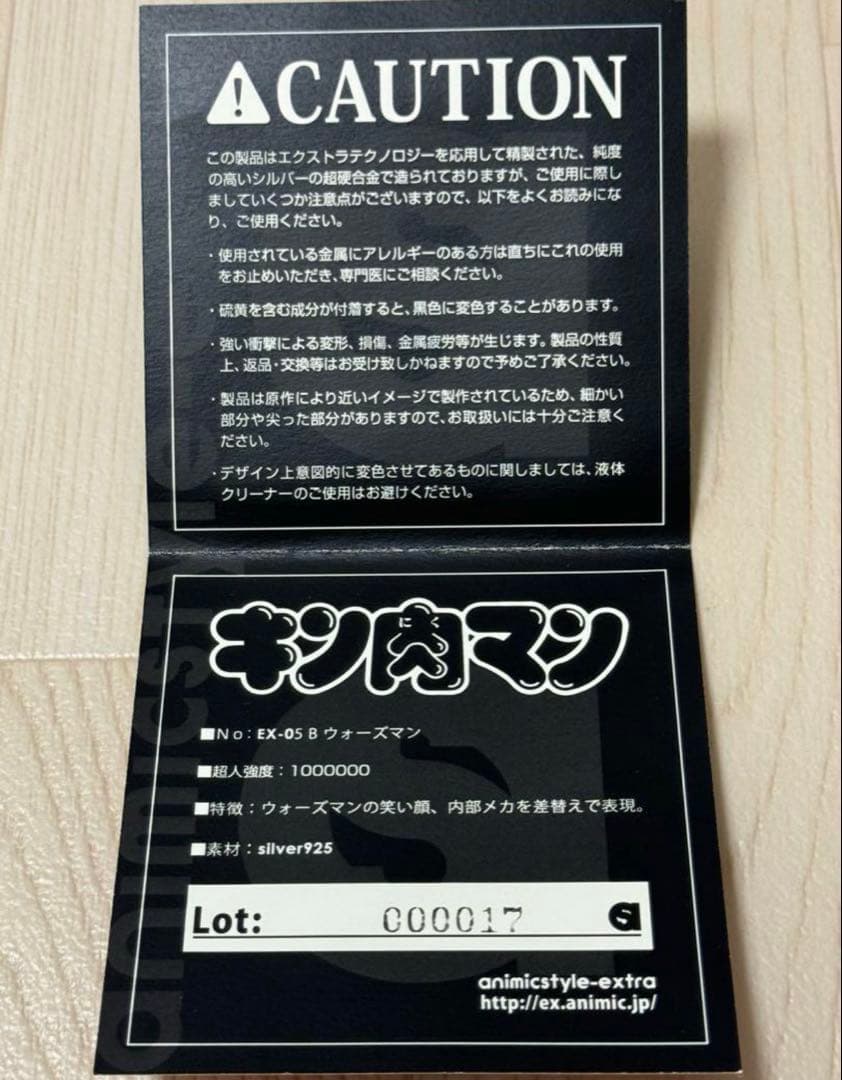 CAUTION
この製品はエクストラテクノロジーを応用して精製された、純度
の高いシルバーの超硬合金で造られておりますが、ご使用に際し
ましていくつか注意点がございますので、以下をよくお読みにな
り、ご使用ください。
・使用されている金属にアレルギーのある方は直ちにこれの使用
をお止めいただき、専門医にご相談ください。
・硫黄を含む成分が付着すると、黒色に変色することがあります。
・強い衝撃による変形、損傷、金属疲労等が生じます。製品の性質
上、返品・交換等はお受け致しかねますので予めご了承ください。
・製品は原作により近いイメージで製作されているため、細かい
部分や尖った部分がありますので、お取扱いには十分ご注意く
ださい。
・デザイン上意図的に変色させてあるものに関しましては、液体
クリーナーのご使用はお避けください。
キン肉マン
にく
■No：EX-05 B ウォーズマン
■超人強度：1000000
■特徴：ウォーズマンの笑い顔、内部メカを差替えで表現。
■素材：silver925
Lot: 000017
animicstyle-extra
http://ex.animic.jp/
animicstyle-e